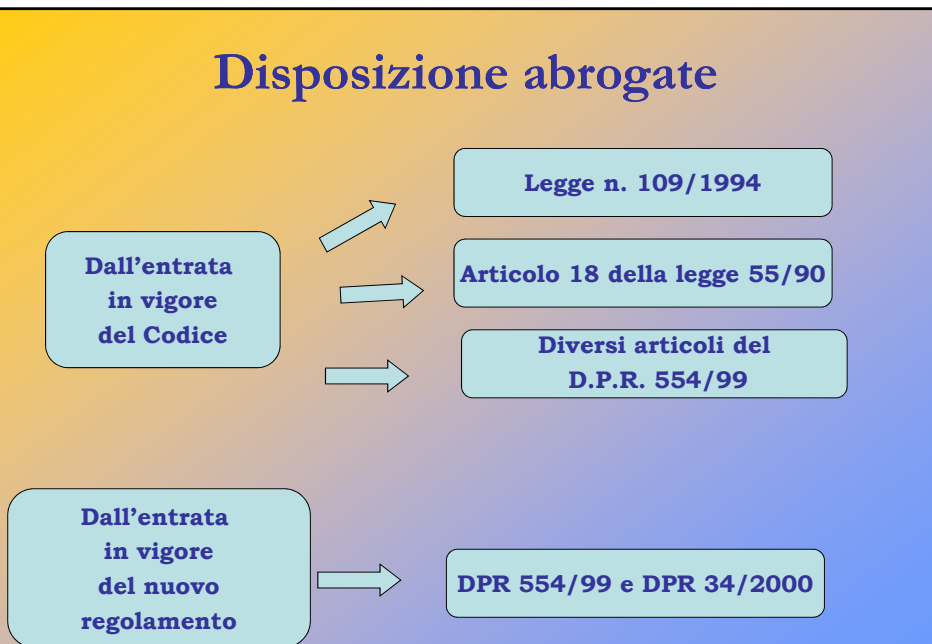 Disposizione abrogate
Dall'entrata
in vigore
del Codice
Legge n. 109/1994
Articolo 18 della legge 55/90
Diversi articoli del
D.P.R. 554/99
Dall'entrata
in vigore
del nuovo
regolamento
DPR 554/99 e DPR 34/2000